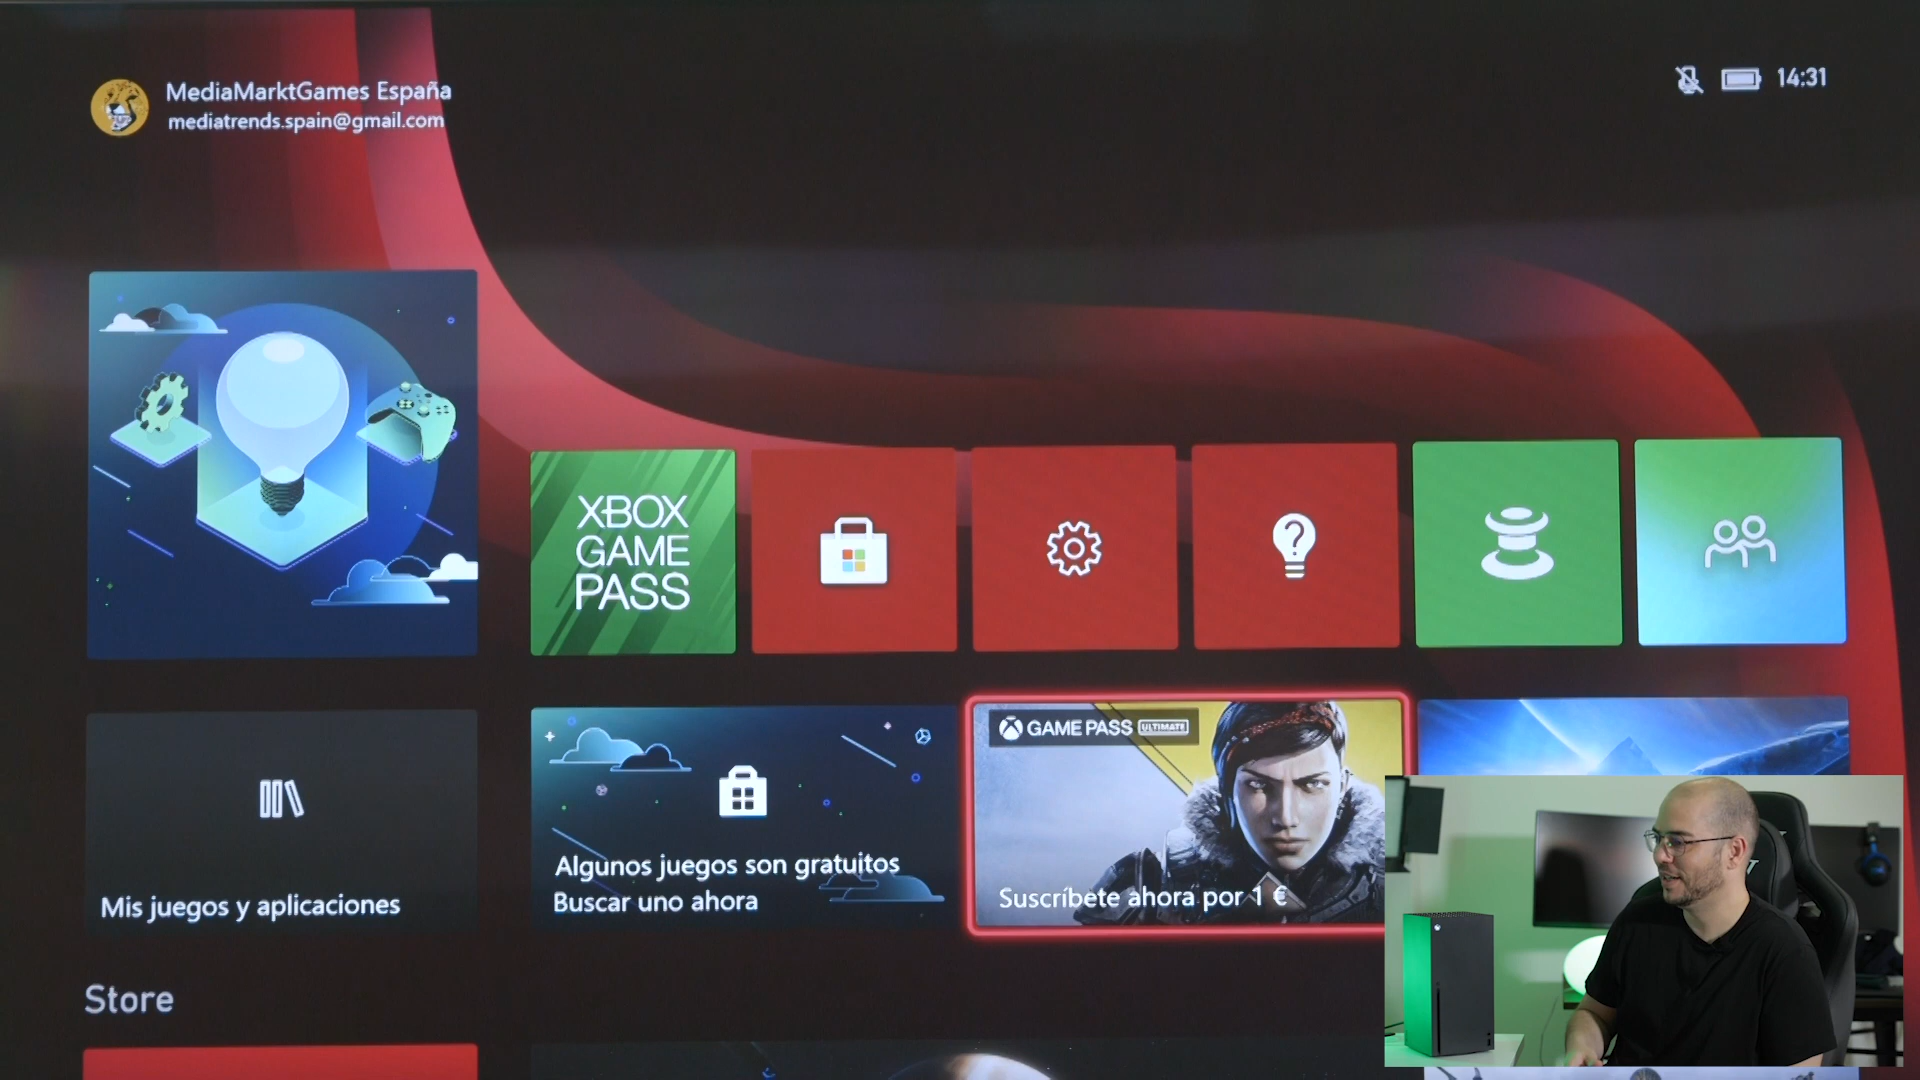 MediaMarktGames España
mediatrends.spain@gmail.com
14:31
XBOX
GAME
PASS
GAME PASS ULTIMATE
Suscríbete ahora por 1 €
Algunos juegos son gratuitos
Buscar uno ahora
Mis juegos y aplicaciones
Store